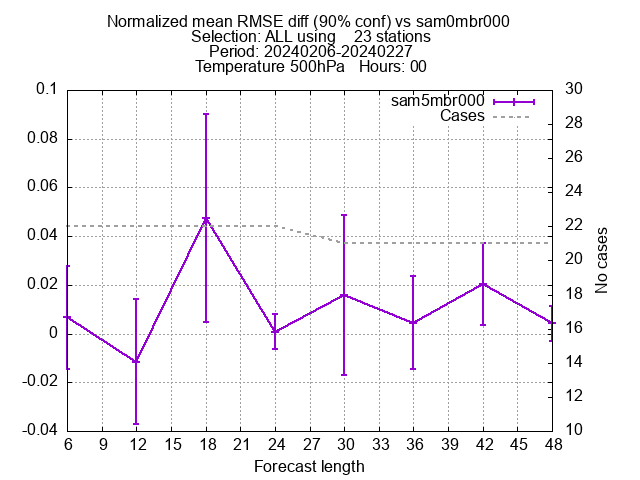 Normalized mean RMSE diff (90% conf) vs sam0mbr000
Selection: ALL using    23 stations
Period: 20240206-20240227
Temperature 500hPa   Hours: 00
sam5mbr000
Cases
0.1
0.08
0.06
0.04
0.02
0
-0.02
-0.04
30
28
26
24
22
20
18
16
14
12
10
No cases
6 9 12 15 18 21 24 27 30 33 36 39 42 45 48
Forecast length